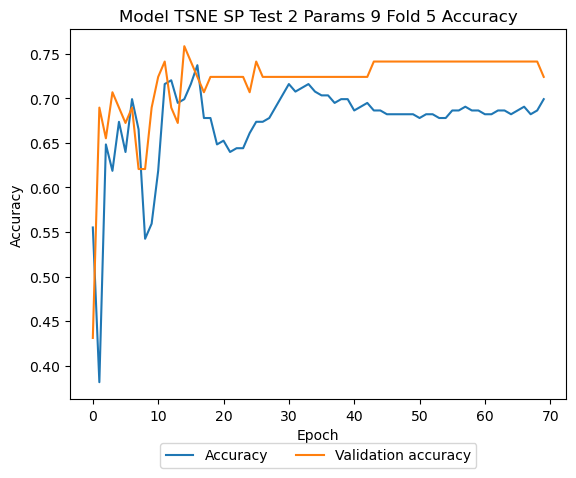 Model TSNE SP Test 2 Params 9 Fold 5 Accuracy
Accuracy
0.75
0.70
0.65
0.60
0.55
0.50
0.45
0.40
0 10 20 30 40 50 60 70
Epoch
Accuracy Validation accuracy